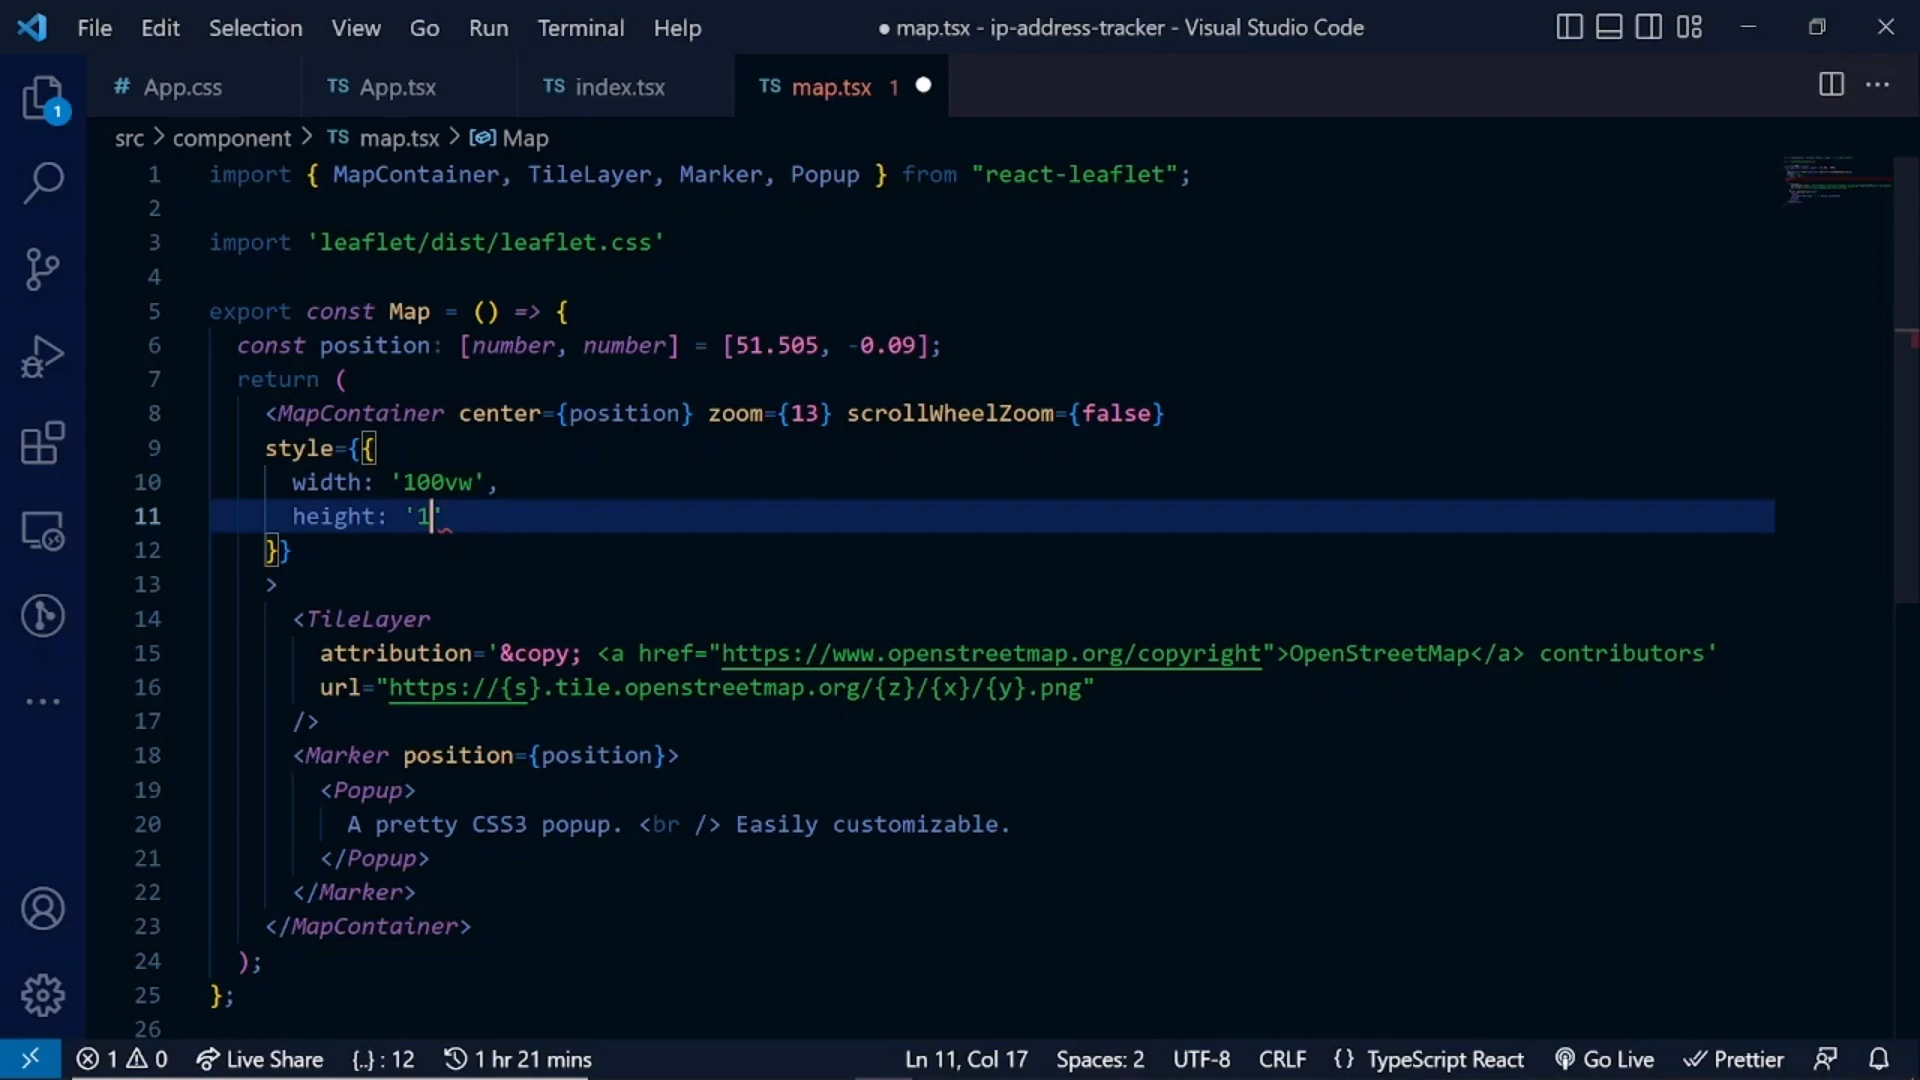 File Edit Selection View Go Run Terminal Help ● map.tsx - ip-address-tracker - Visual Studio Code
# App.css TS App.tsx TS index.tsx TS map.tsx 1
1
src > component > TS map.tsx > Map
1 import { MapContainer, TileLayer, Marker, Popup } from "react-leaflet";
2
3 import 'leaflet/dist/leaflet.css'
4
5 export const Map = () => {
6 const position: [number, number] = [51.505, -0.09];
7 return (
8 <MapContainer center={position} zoom={13} scrollWheelZoom={false}
9 style={{
10 width: '100vw',
11 height: '1'
12 }}
13 >
14 <TileLayer
15 attribution='&copy; <a href="https://www.openstreetmap.org/copyright">OpenStreetMap</a> contributors'
16 url="https://{s}.tile.openstreetmap.org/{z}/{x}/{y}.png"
17 />
18 <Marker position={position}>
19 <Popup>
20 A pretty CSS3 popup. <br /> Easily customizable.
21 </Popup>
22 </Marker>
23 </MapContainer>
24 );
25 };
26
1 0 Live Share {..} : 12 1 hr 21 mins Ln 11, Col 17 Spaces: 2 UTF-8 CRLF { } TypeScript React Go Live Prettier